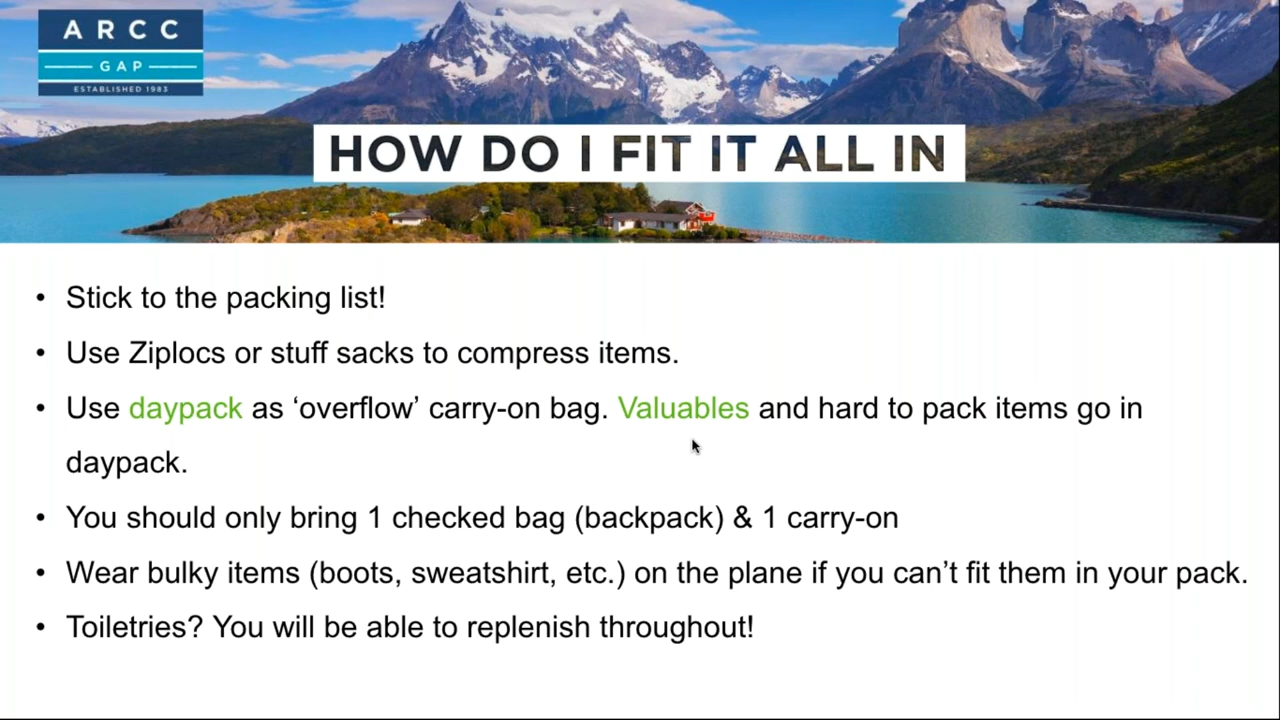 ARCC
GAP
ESTABLISHED 1983
HOW DO I FIT IT ALL IN
• Stick to the packing list!
• Use Ziplocs or stuff sacks to compress items.
• Use daypack as ‘overflow’ carry-on bag. Valuables and hard to pack items go in
daypack.
• You should only bring 1 checked bag (backpack) & 1 carry-on
• Wear bulky items (boots, sweatshirt, etc.) on the plane if you can’t fit them in your pack.
• Toiletries? You will be able to replenish throughout!